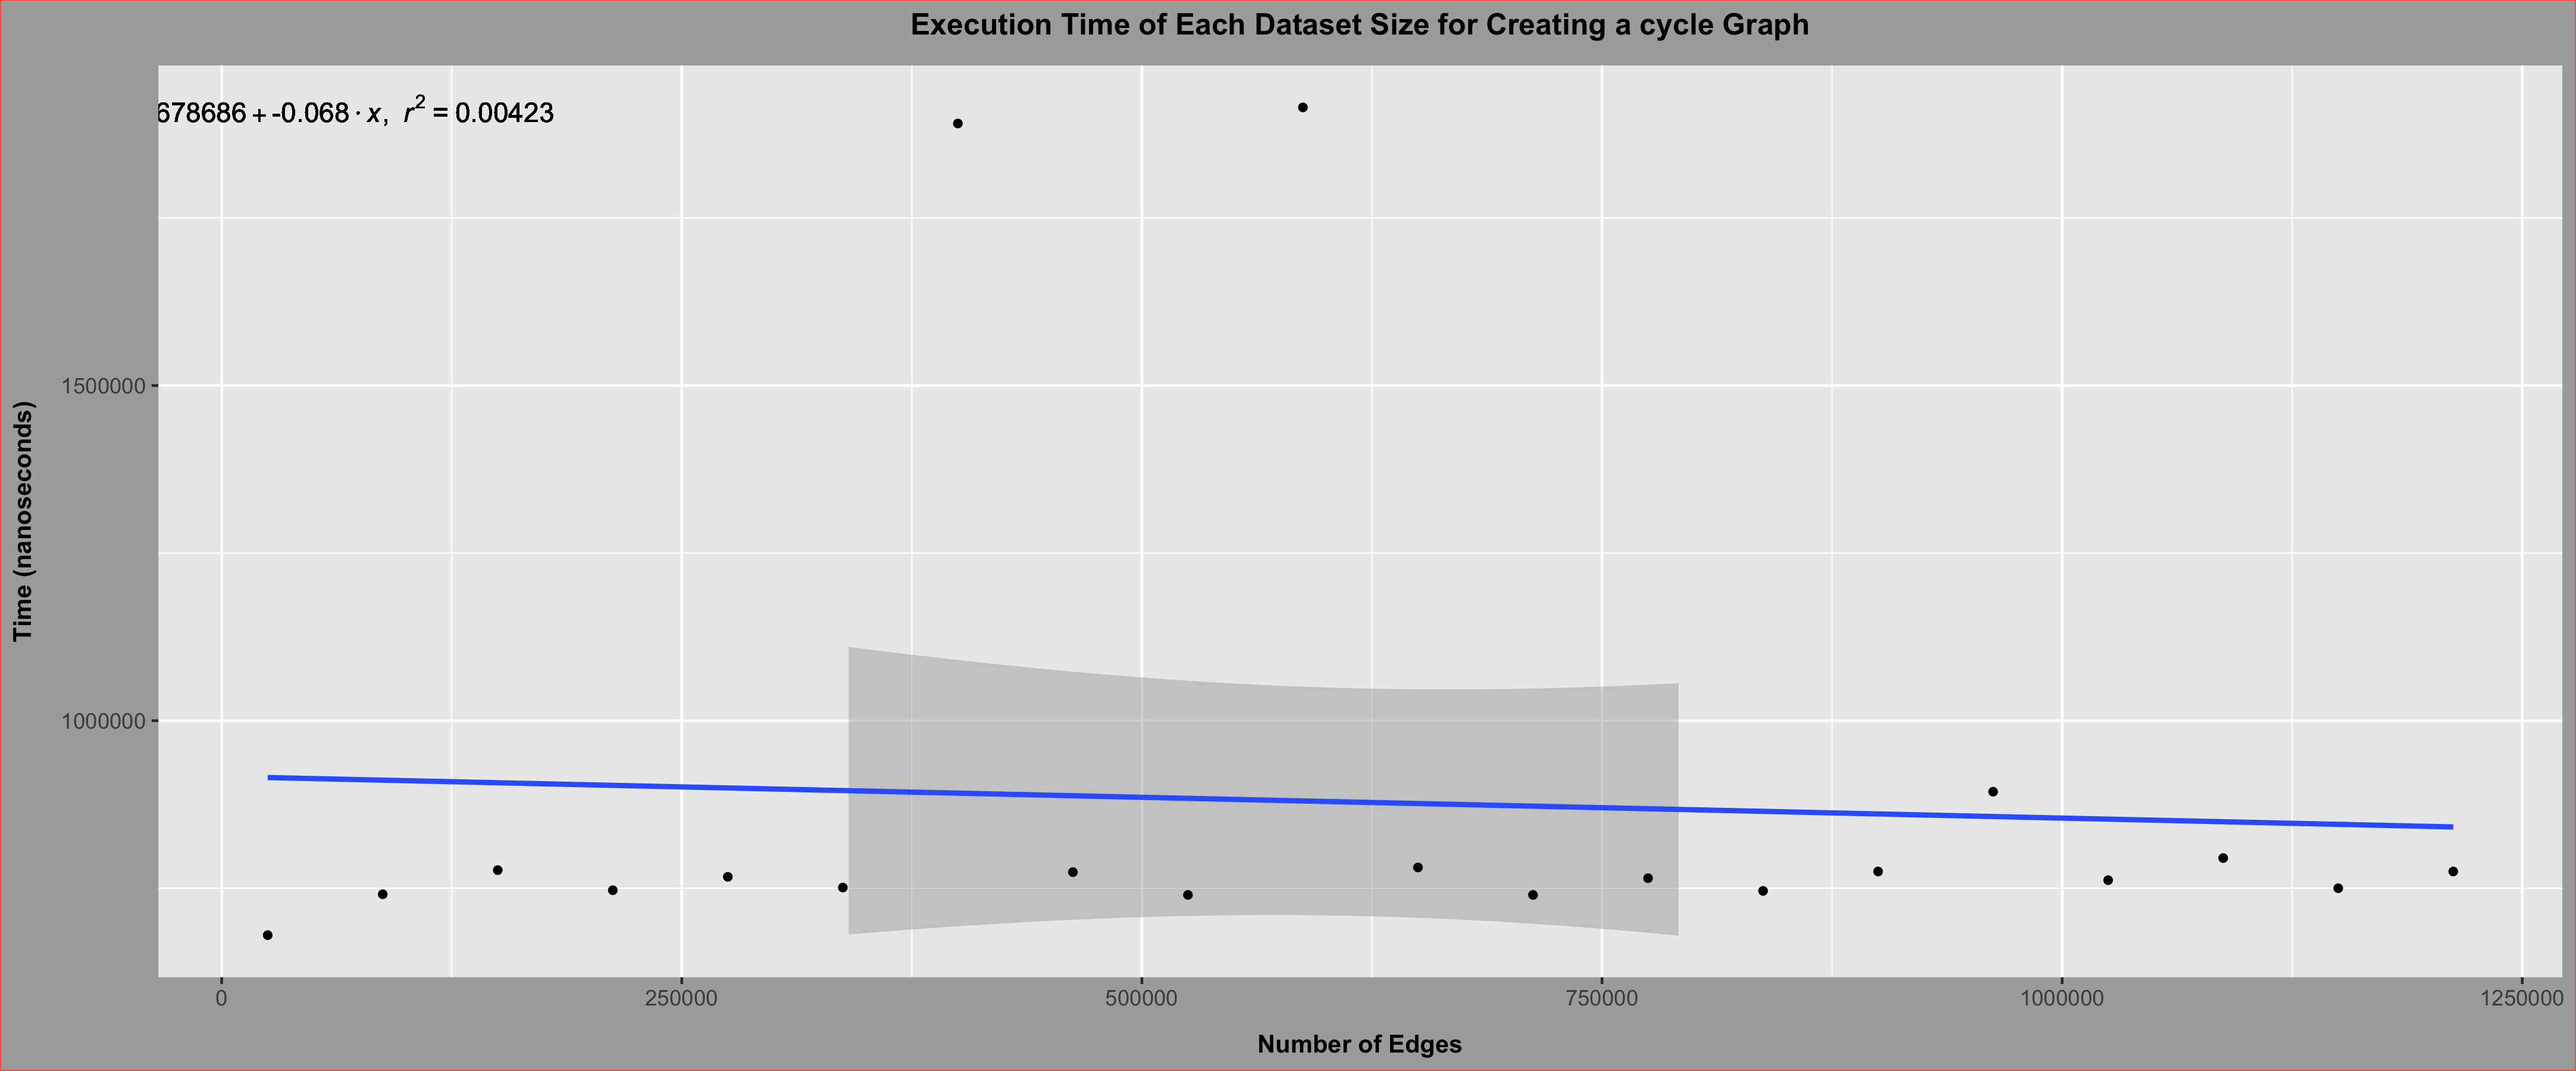 Execution Time of Each Dataset Size for Creating a cycle Graph
678686 + -0.068 · x, r² = 0.00423
1500000
1000000
Time (nanoseconds)
0 250000 500000 750000 1000000 1250000
Number of Edges